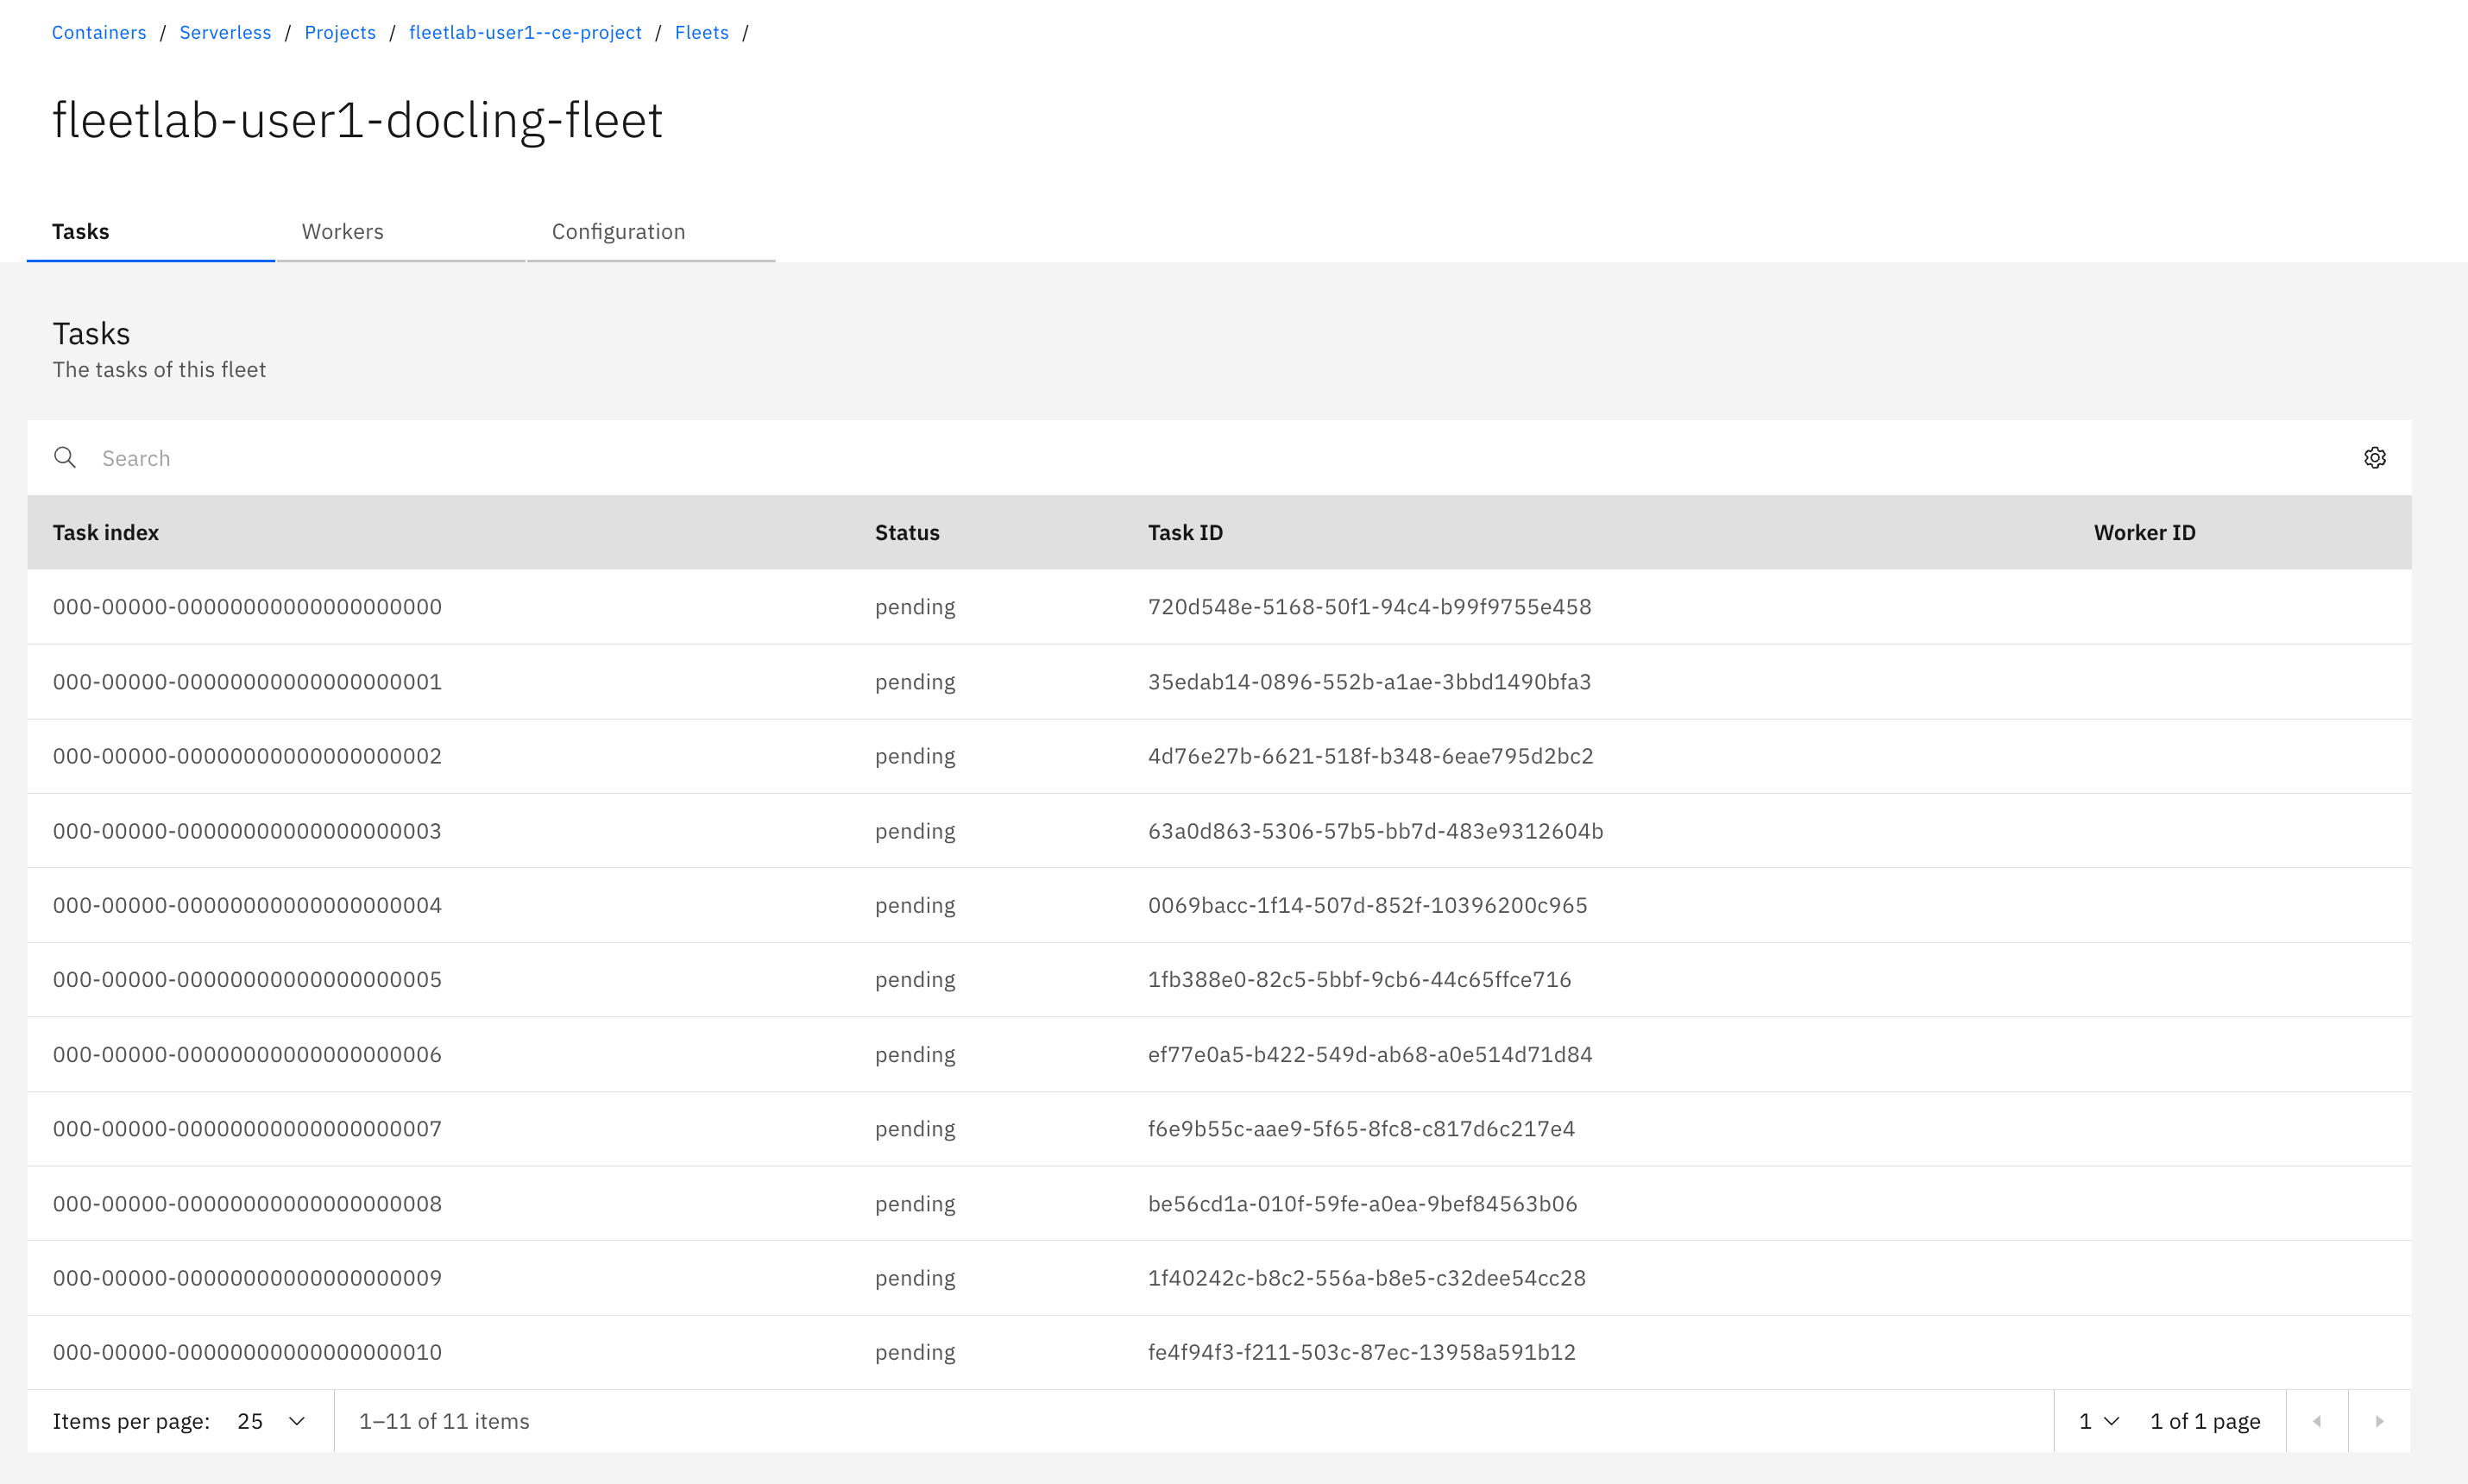 Containers / Serverless / Projects / fleetlab-user1--ce-project / Fleets /
fleetlab-user1-docling-fleet
Tasks Workers Configuration
Tasks
The tasks of this fleet
Search
Task index Status Task ID Worker ID
000-00000-00000000000000000000 pending 720d548e-5168-50f1-94c4-b99f9755e458
000-00000-00000000000000000001 pending 35edab14-0896-552b-a1ae-3bbd1490bfa3
000-00000-00000000000000000002 pending 4d76e27b-6621-518f-b348-6eae795d2bc2
000-00000-00000000000000000003 pending 63a0d863-5306-57b5-bb7d-483e9312604b
000-00000-00000000000000000004 pending 0069bacc-1f14-507d-852f-10396200c965
000-00000-00000000000000000005 pending 1fb388e0-82c5-5bbf-9cb6-44c65ffce716
000-00000-00000000000000000006 pending ef77e0a5-b422-549d-ab68-a0e514d71d84
000-00000-00000000000000000007 pending f6e9b55c-aae9-5f65-8fc8-c817d6c217e4
000-00000-00000000000000000008 pending be56cd1a-010f-59fe-a0ea-9bef84563b06
000-00000-00000000000000000009 pending 1f40242c-b8c2-556a-b8e5-c32dee54cc28
000-00000-00000000000000000010 pending fe4f94f3-f211-503c-87ec-13958a591b12
Items per page: 25 1–11 of 11 items 1 1 of 1 page